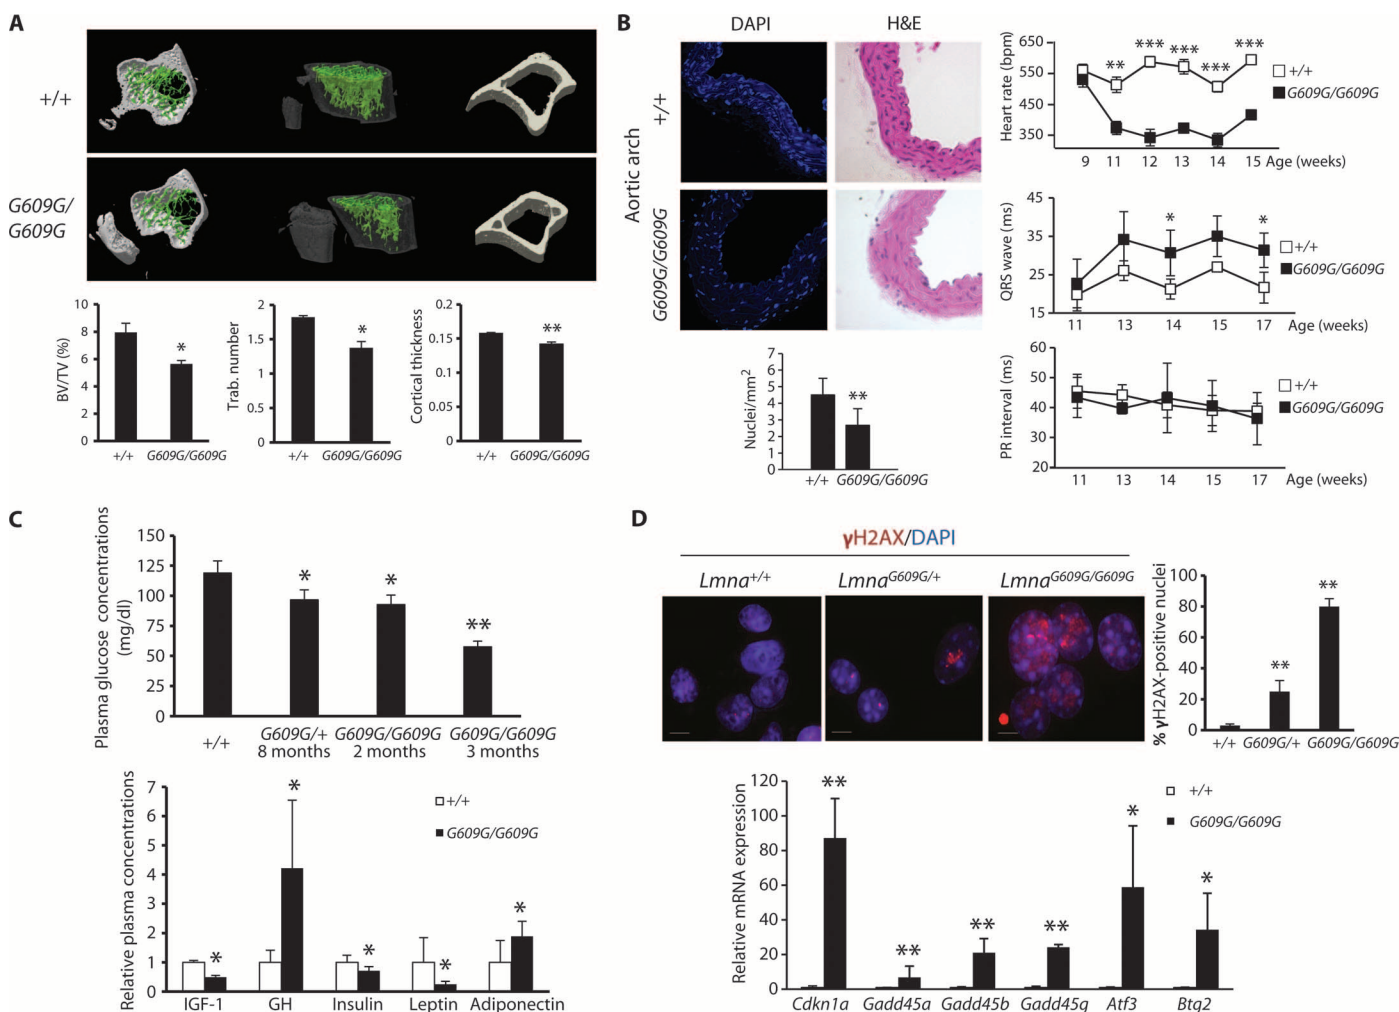 A
+/+
G609G/
G609G
BV/TV (%)
10
8
6
4
2
0
*
+/+ G609G/G609G
Trab. number
2
1.5
1
0.5
0
*
+/+ G609G/G609G
Cortical thickness
0.20
0.15
0.10
0.05
0
**
+/+ G609G/G609G
B
DAPI H&E
Aortic arch
+/+
G609G/G609G
Nuclei/mm²
7
6
5
4
3
2
1
0
**
+/+ G609G/G609G
Heart rate (bpm)
650
550
450
350
** *** *** *** ***
+/+
G609G/G609G
9 11 12 13 14 15 Age (weeks)
QRS wave (ms)
45
35
25
15
* *
+/+
G609G/G609G
11 13 14 15 17 Age (weeks)
PR interval (ms)
60
50
40
30
20
+/+
G609G/G609G
11 13 14 15 17 Age (weeks)
C
Plasma glucose concentrations
(mg/dl)
150
125
100
75
50
25
0
* * **
+/+ G609G/+ G609G/G609G G609G/G609G
8 months 2 months 3 months
Relative plasma concentrations
7
6
5
4
3
2
1
0
+/+
G609G/G609G
* * * * *
IGF-1 GH Insulin Leptin Adiponectin
D
γH2AX/DAPI
Lmna+/+ LmnaG609G/+ LmnaG609G/G609G
% γH2AX-positive nuclei
100
80
60
40
20
0
** **
+/+ G609G/+ G609G/G609G
Relative mRNA expression
120
100
80
60
40
20
0
+/+
G609G/G609G
** ** ** ** * *
Cdkn1a Gadd45a Gadd45b Gadd45g Atf3 Btg2